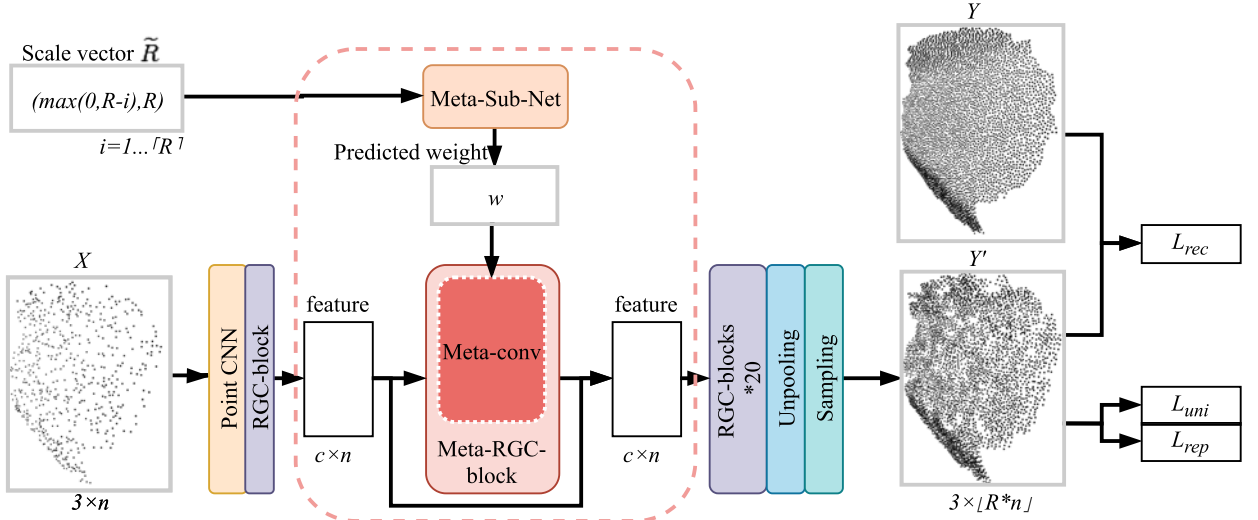 Scale vector R̃
(max(0,R-i),R)
i=1...⌈R⌉
Meta-Sub-Net
Predicted weight
w
X
3×n
Point CNN
RGC-block
feature
c×n
Meta-conv
Meta-RGC-
block
feature
c×n
RGC-blocks
*20
Unpooling
Sampling
Y
Y'
3×⌊R*n⌋
L_rec
L_uni
L_rep